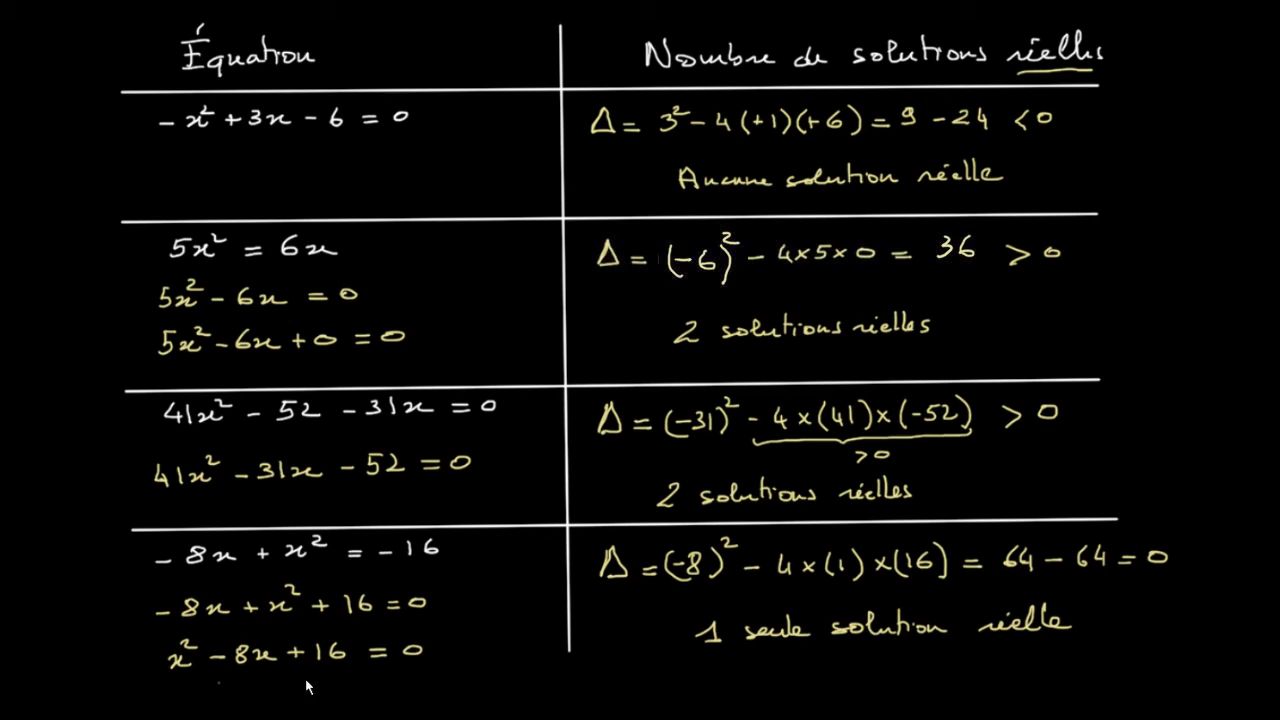 Équation
Nombre de solutions réelles
-x² + 3x - 6 = 0
Δ = 3² - 4(+1)(+6) = 9 - 24 < 0
Aucune solution réelle
5x² = 6x
5x² - 6x = 0
5x² - 6x + 0 = 0
Δ = (-6)² - 4×5×0 = 36 > 0
2 solutions réelles
41x² - 52 - 31x = 0
41x² - 31x - 52 = 0
Δ = (-31)² - 4×(41)×(-52) > 0
>0
2 solutions réelles
-8x + x² = -16
-8x + x² + 16 = 0
x² - 8x + 16 = 0
Δ = (-8)² - 4×(1)×(16) = 64 - 64 = 0
1 seule solution réelle